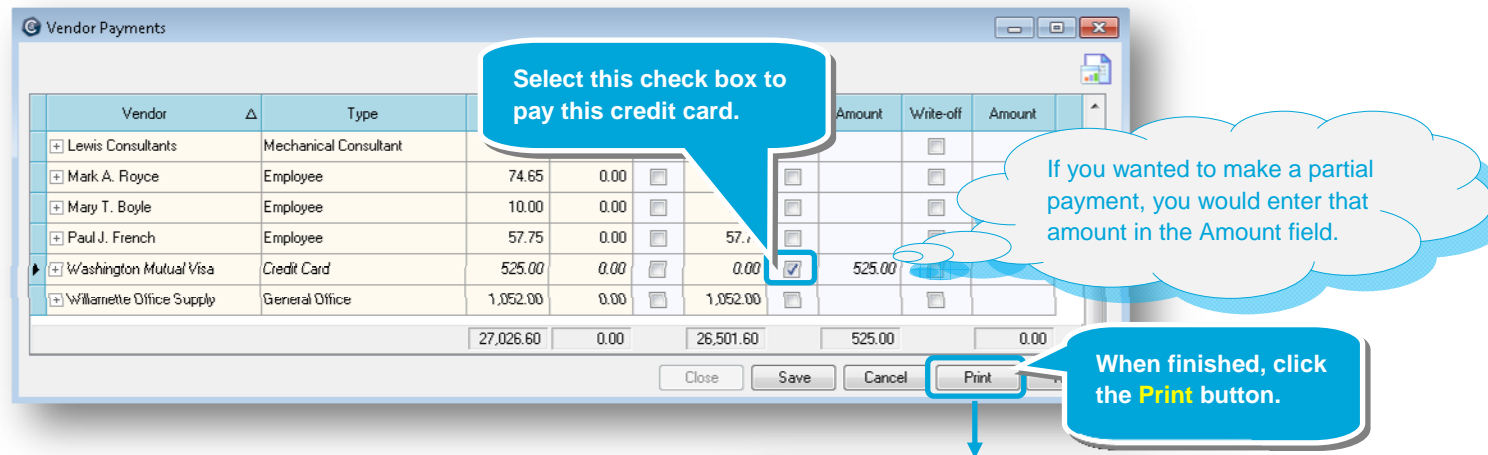 Vendor Payments
Select this check box to
pay this credit card.
Vendor Type Amount Write-off Amount
Lewis Consultants Mechanical Consultant
Mark A. Royce Employee 74.65 0.00
Mary T. Boyle Employee 10.00 0.00
Paul J. French Employee 57.75 0.00 57.7
Washington Mutual Visa Credit Card 525.00 0.00 0.00 525.00
Willamette Office Supply General Office 1,052.00 0.00 1,052.00
27,026.60 0.00 26,501.60 525.00 0.00
Close Save Cancel Print
If you wanted to make a partial
payment, you would enter that
amount in the Amount field.
When finished, click
the Print button.